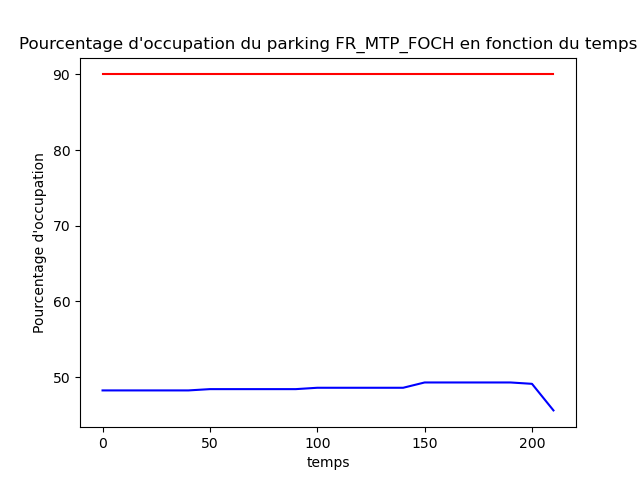 Pourcentage d'occupation du parking FR_MTP_FOCH en fonction du temps
90
80
70
60
50
Pourcentage d'occupation
0 50 100 150 200
temps